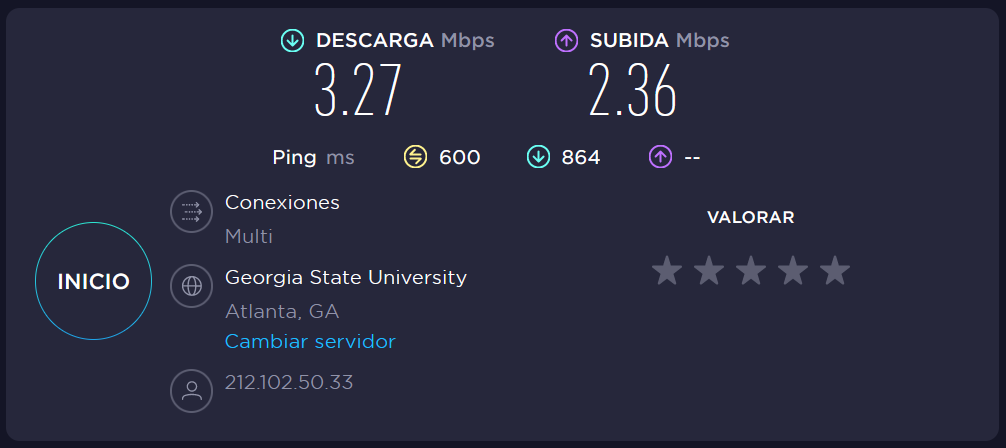 DESCARGA Mbps
SUBIDA Mbps
3.27
2.36
Ping ms
600
864
--
Conexiones
Multi
VALORAR
INICIO
Georgia State University
Atlanta, GA
Cambiar servidor
212.102.50.33